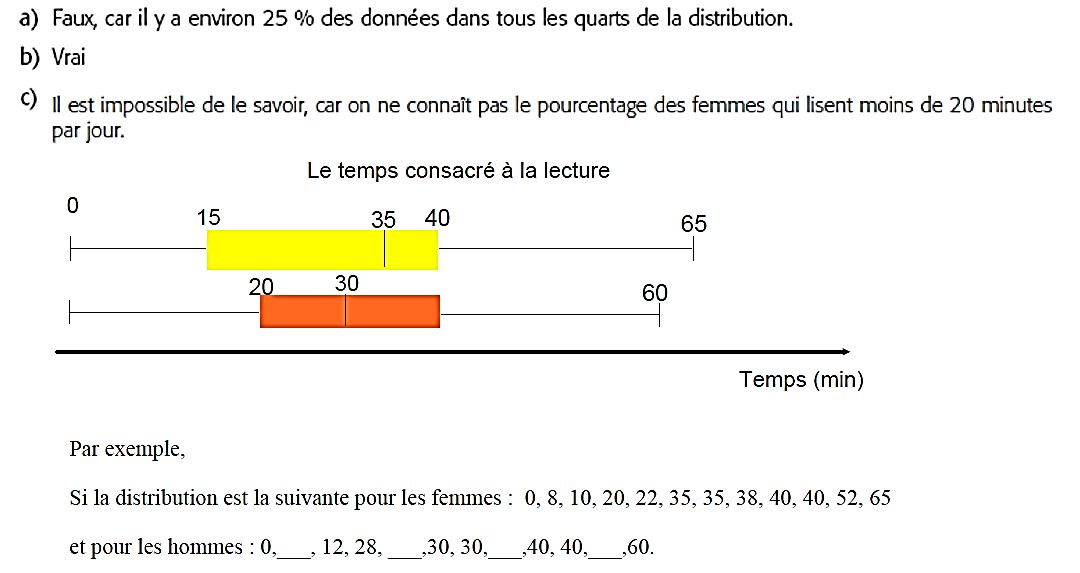 a) Faux, car il y a environ 25 % des données dans tous les quarts de la distribution.
b) Vrai
c) Il est impossible de le savoir, car on ne connaît pas le pourcentage des femmes qui lisent moins de 20 minutes
par jour.
Le temps consacré à la lecture
0
15 35 40 65
20 30 60
Temps (min)
Par exemple,
Si la distribution est la suivante pour les femmes : 0, 8, 10, 20, 22, 35, 35, 38, 40, 40, 52, 65
et pour les hommes : 0,___, 12, 28, ___,30, 30,___,40, 40,___,60.